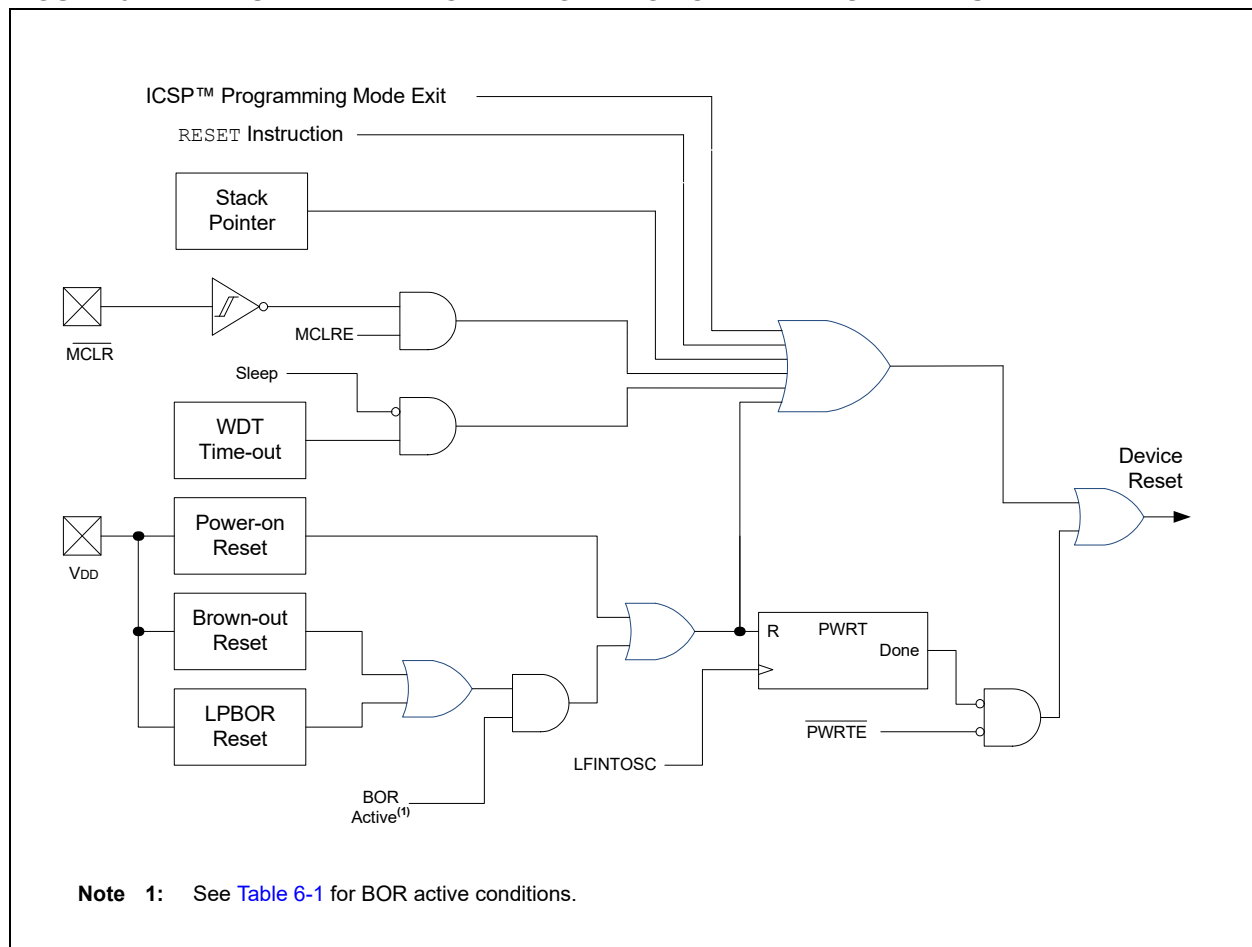 ICSP™ Programming Mode Exit
RESET Instruction
Stack
Pointer
MCLR
MCLRE
Sleep
WDT
Time-out
Device
Reset
VDD
Power-on
Reset
Brown-out
Reset
LPBOR
Reset
R PWRT
Done
PWRTE
LFINTOSC
BOR
Active(1)
Note 1: See Table 6-1 for BOR active conditions.